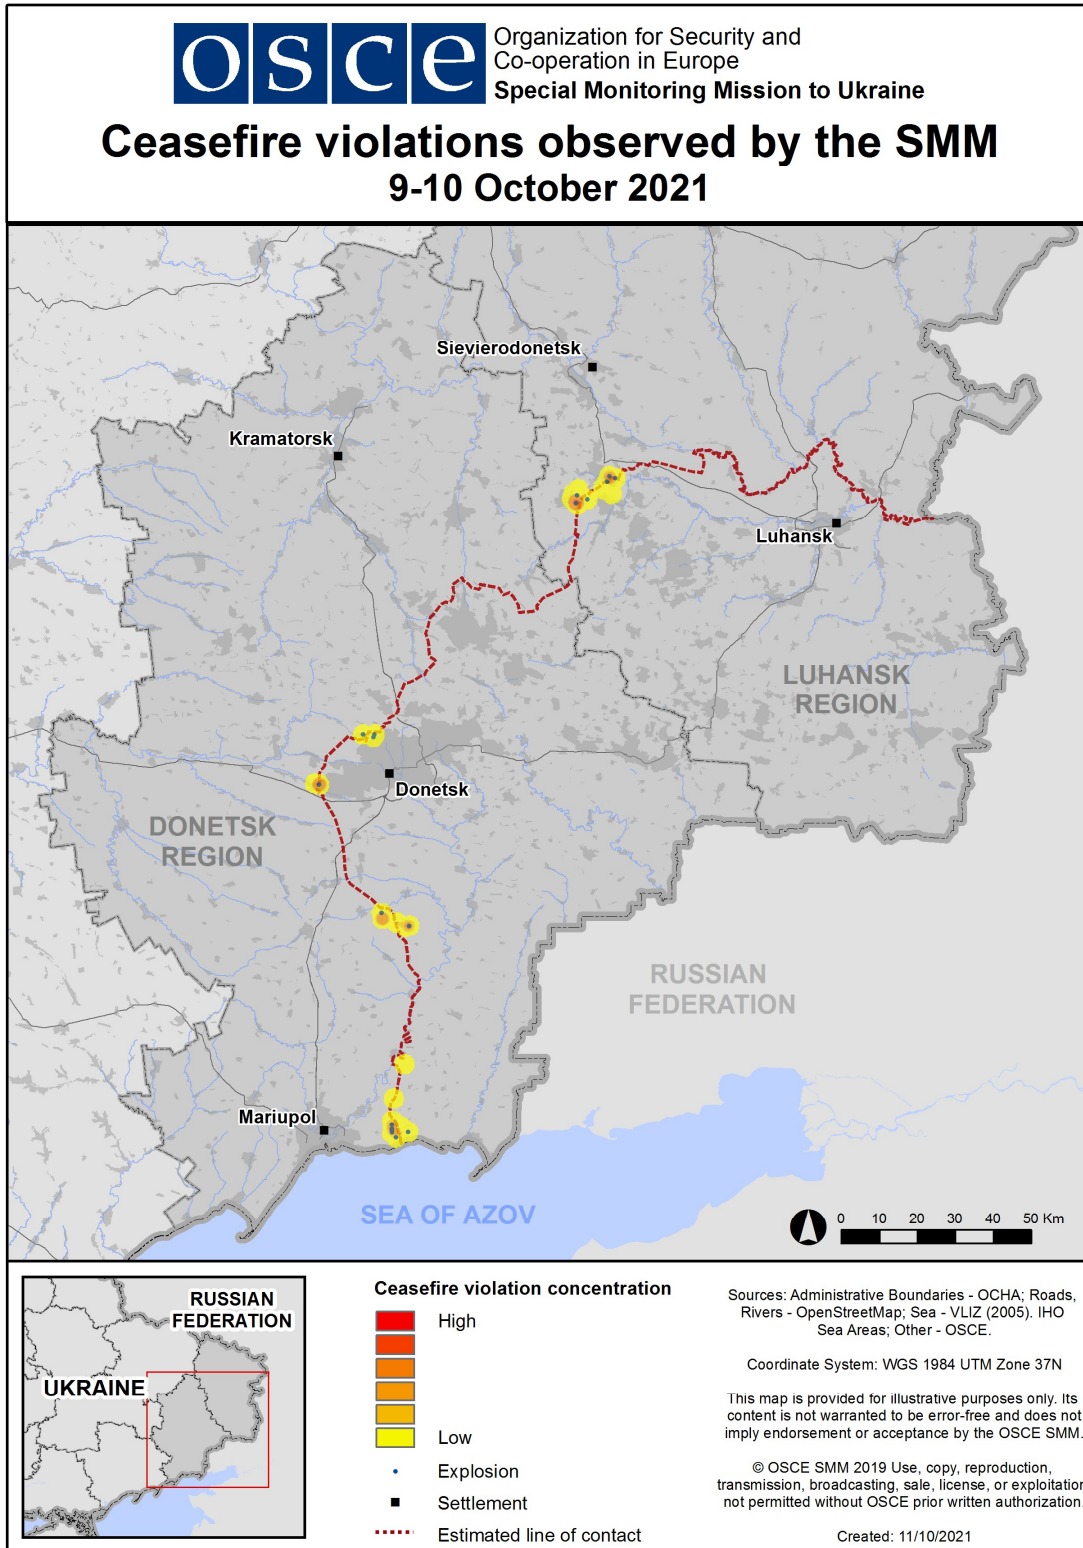 osce
Organization for Security and
Co-operation in Europe
Special Monitoring Mission to Ukraine
Ceasefire violations observed by the SMM
9-10 October 2021
Sievierodonetsk
Kramatorsk
Luhansk
LUHANSK
REGION
Donetsk
DONETSK
REGION
RUSSIAN
FEDERATION
Mariupol
SEA OF AZOV
0 10 20 30 40 50 Km
RUSSIAN
FEDERATION
UKRAINE
Ceasefire violation concentration
High
Low
Explosion
Settlement
Estimated line of contact
Sources: Administrative Boundaries - OCHA; Roads,
Rivers - OpenStreetMap; Sea - VLIZ (2005). IHO
Sea Areas; Other - OSCE.
Coordinate System: WGS 1984 UTM Zone 37N
This map is provided for illustrative purposes only. Its
content is not warranted to be error-free and does not
imply endorsement or acceptance by the OSCE SMM.
© OSCE SMM 2019 Use, copy, reproduction,
transmission, broadcasting, sale, license, or exploitation
not permitted without OSCE prior written authorization.
Created: 11/10/2021